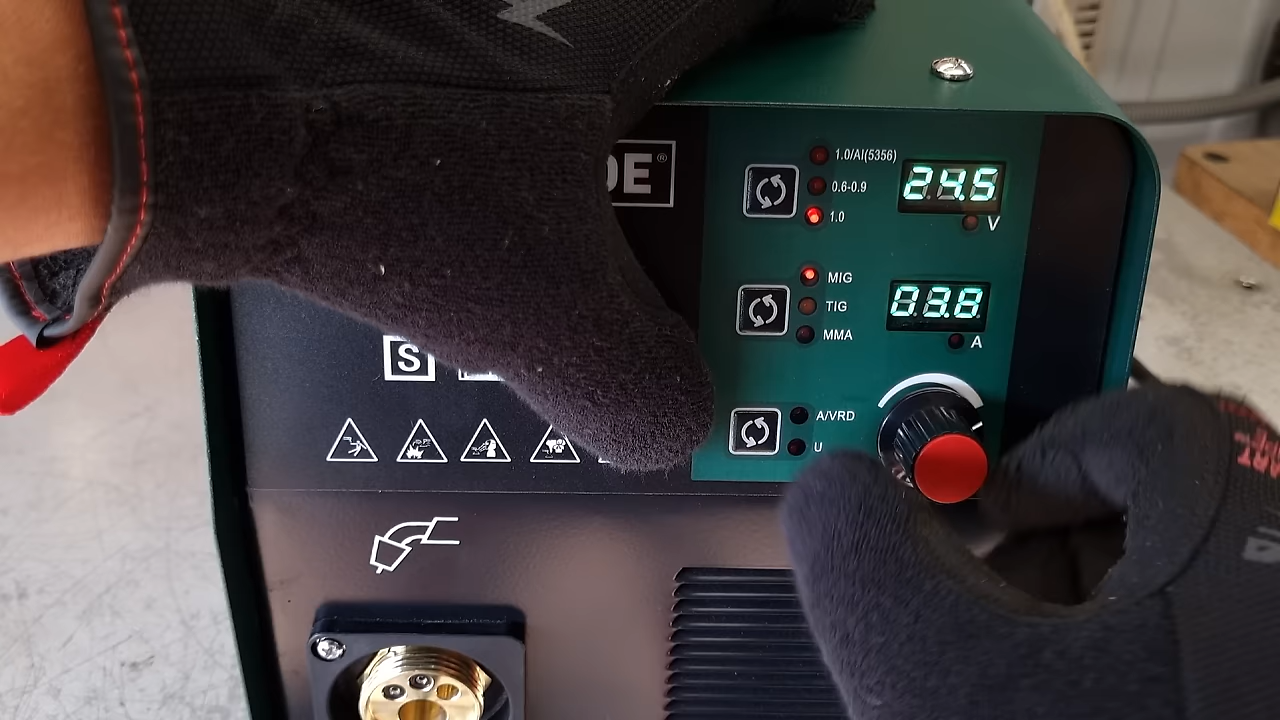 DE®
1.0/Al(5356)
0.6-0.9
1.0
24.5
V
MIG
TIG
MMA
03.8
A
S
A/VRD
U